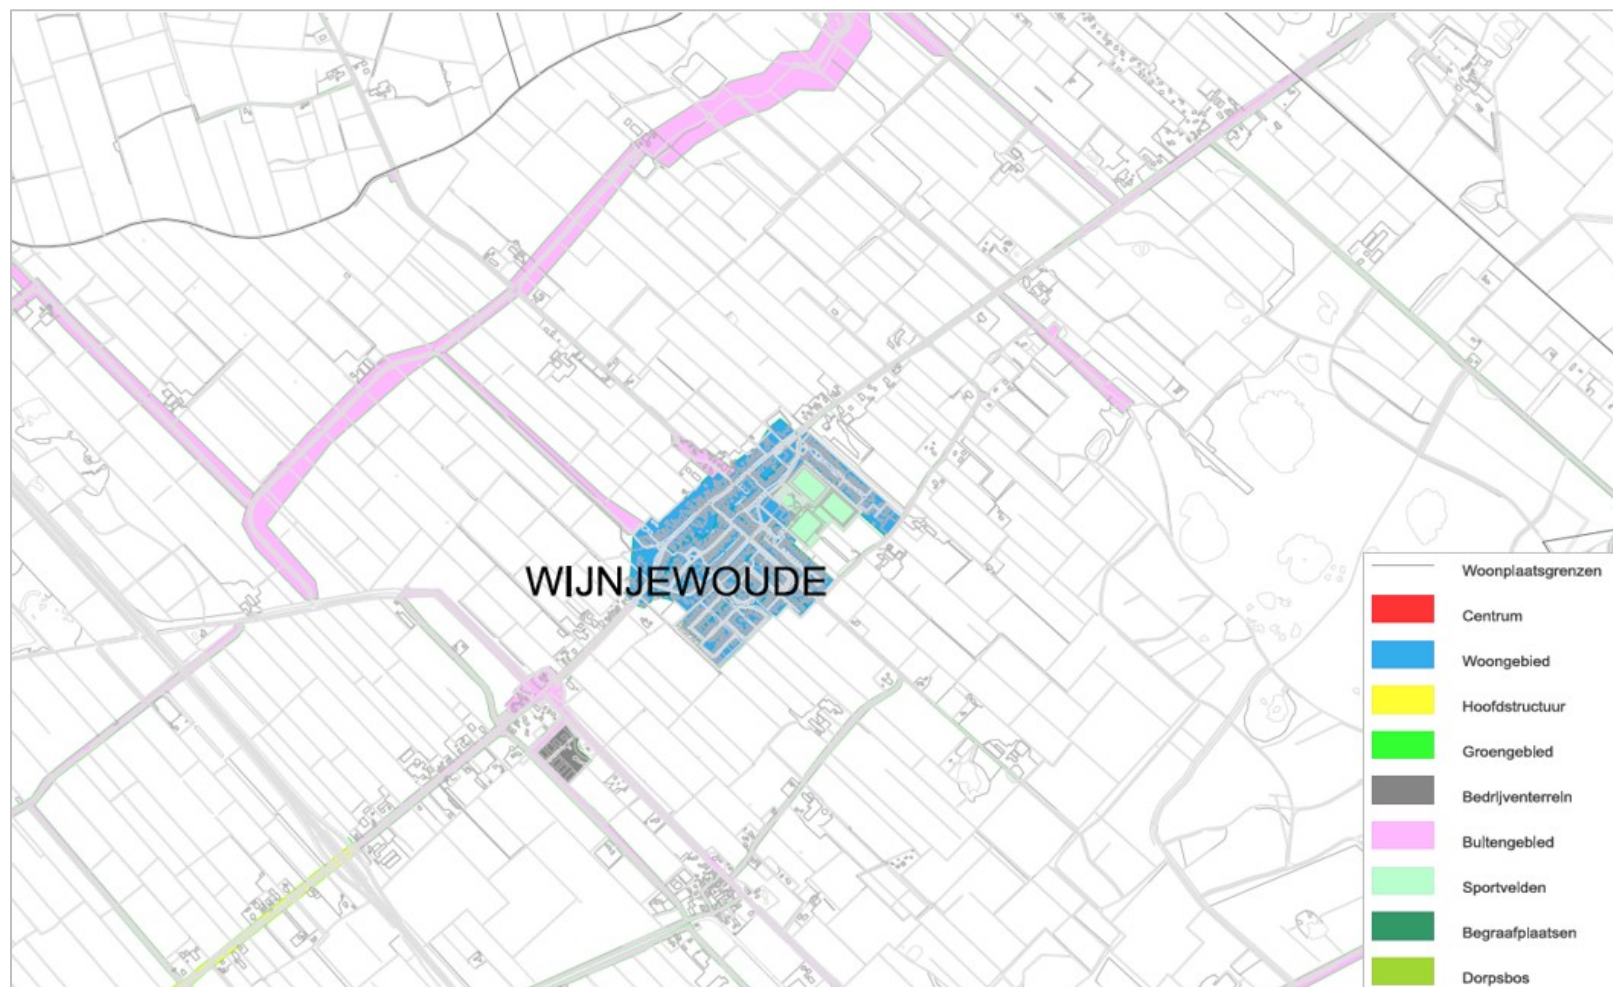 WIJNJEWOUDE
Woonplaatsgrenzen
Centrum
Woongebied
Hoofdstructuur
Groengebied
Bedrijventerrein
Buitengebied
Sportvelden
Begraafplaatsen
Dorpsbos